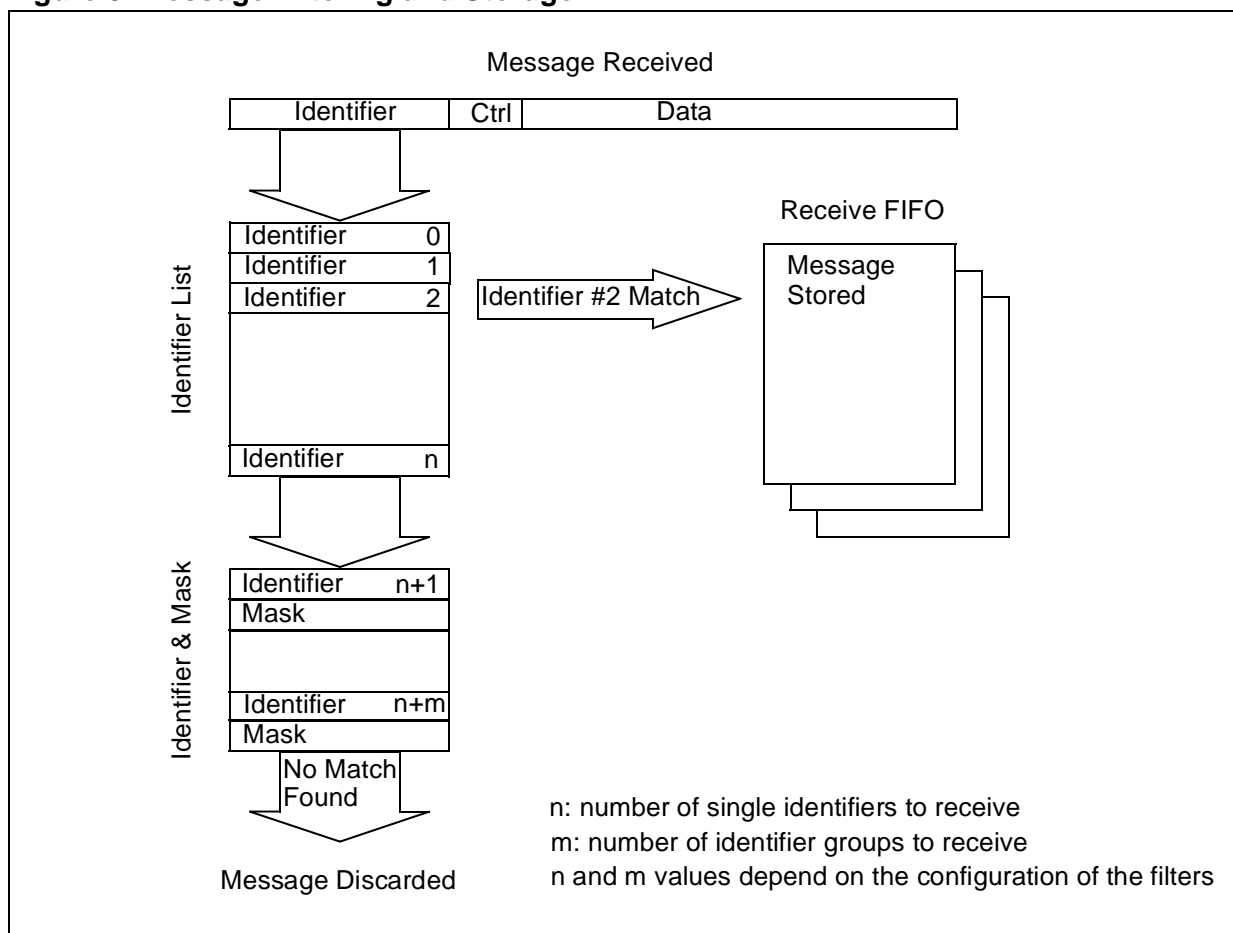 Message Received
Identifier Ctrl Data
Receive FIFO
Identifier List
Identifier 0
Identifier 1
Identifier 2
Identifier n
Identifier #2 Match
Message
Stored
Identifier & Mask
Identifier n+1
Mask
Identifier n+m
Mask
No Match
Found
Message Discarded
n: number of single identifiers to receive
m: number of identifier groups to receive
n and m values depend on the configuration of the filters